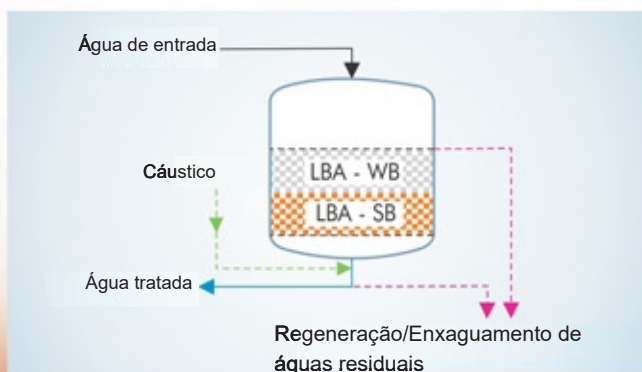 Água de entrada
LBA - WB
Cáustico
LBA - SB
Água tratada
Regeneração/Enxaguamento de
águas residuais